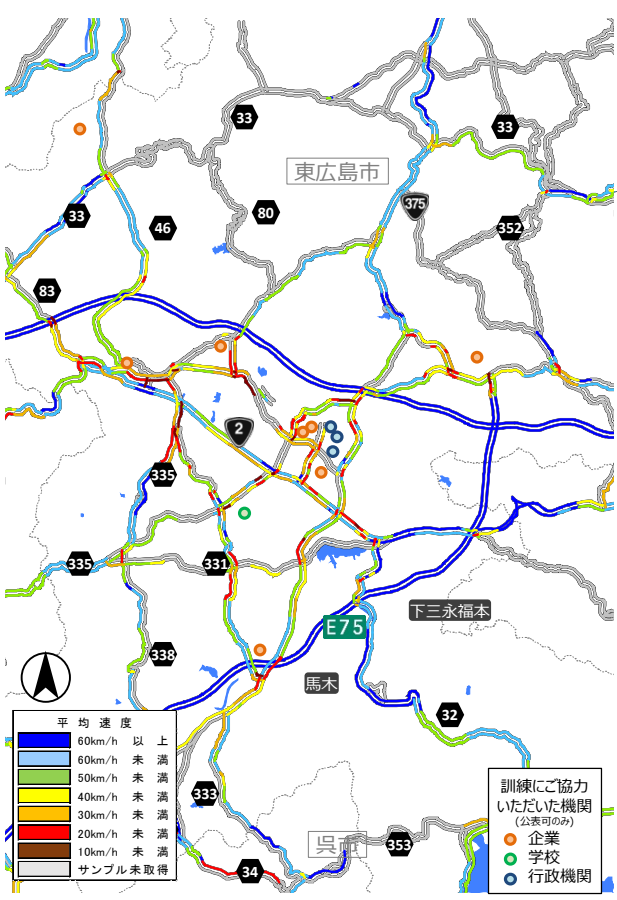 33
33
東広島市
375
80
33
46
352
83
2
335
335
331
下三永福本
E75
338
馬木
32
平均速度
60km/h 以上
60km/h 未満
50km/h 未満
40km/h 未満
30km/h 未満
20km/h 未満
10km/h 未満
サンプル未取得
333
呉市
353
34
訓練にご協力
いただいた機関
(公表可のみ)
企業
学校
行政機関